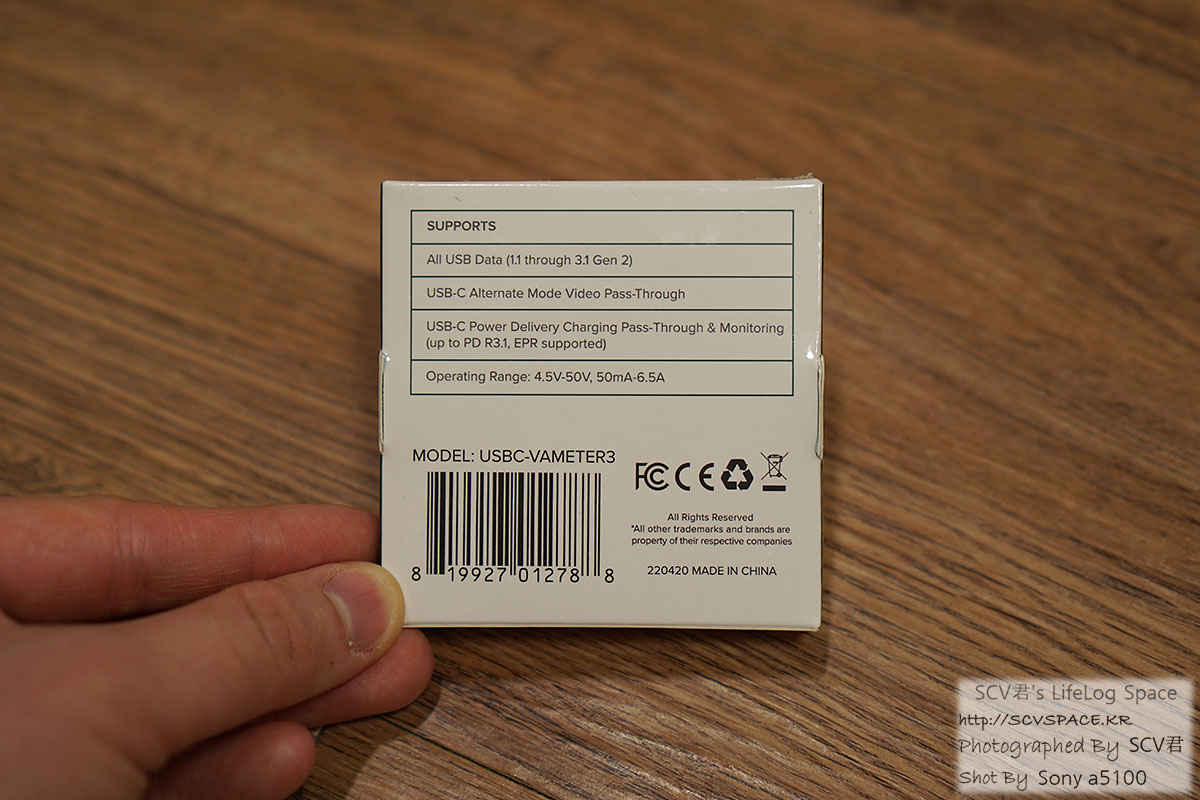 SUPPORTS
All USB Data (1.1 through 3.1 Gen 2)
USB-C Alternate Mode Video Pass-Through
USB-C Power Delivery Charging Pass-Through & Monitoring
(up to PD R3.1, EPR supported)
Operating Range: 4.5V-50V, 50mA-6.5A
MODEL: USBC-VAMETER3
8 19927 01278 8
FC CE
All Rights Reserved
*All other trademarks and brands are
property of their respective companies
220420 MADE IN CHINA
SCV君's LifeLog Space
http://SCVSPACE.KR
Photographed By SCV君
Shot By Sony a5100